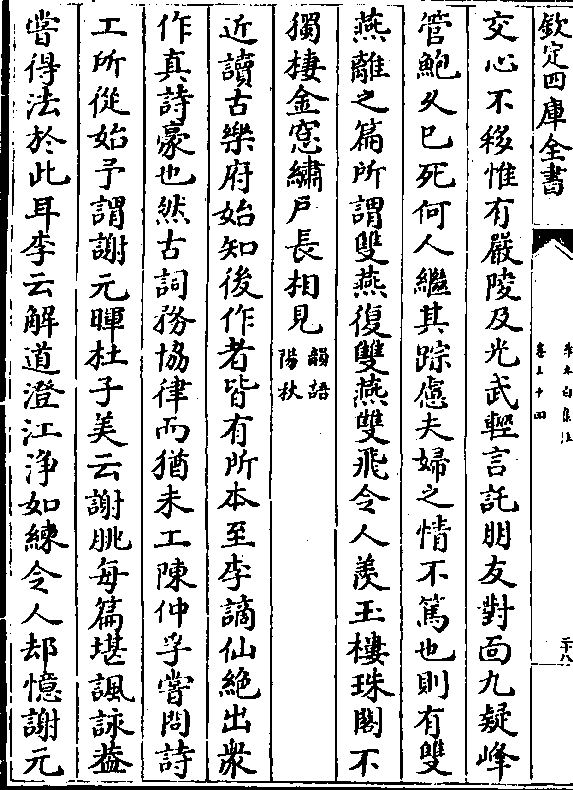 欽定四庫全書
李太白集注
卷三十四
二十八
交心不移惟有嚴陵及光武輕言託朋友對面九疑峰
管鮑久已死何人繼其踪慮夫婦之情不篤也則有雙
燕離之篇所謂雙燕復雙燕雙飛令人羨玉樓珠閣不
獨棲金窓繡戶長相見韻語陽秋
近讀古樂府始知後作者皆有所本至李謫仙絶出衆
作真詩豪也然古詞務協律而猶未工陳仲孚嘗問詩
工所從始予謂謝元暉杜子美云謝朓每篇堪諷詠葢
嘗得法於此耳李云解道澄江浄如練令人却憶謝元